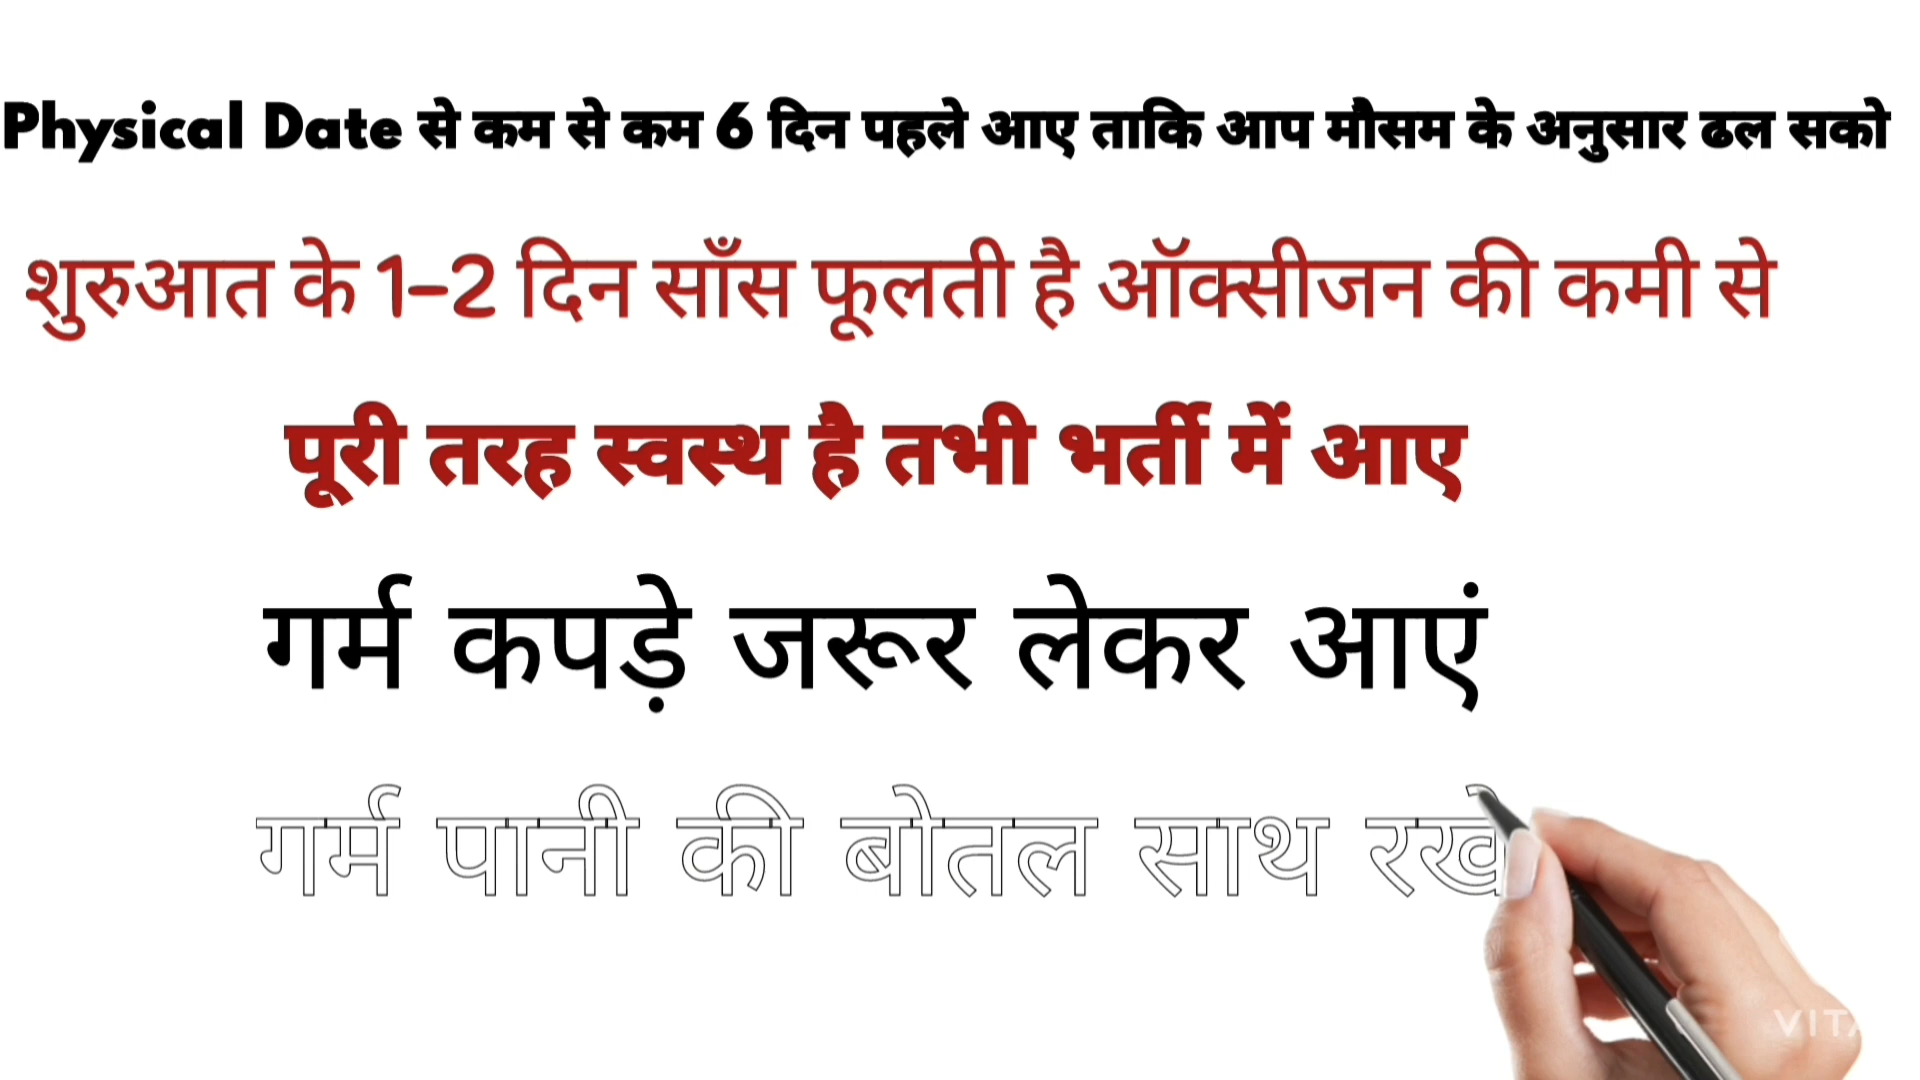 Physical Date से कम से कम 6 दिन पहले आए ताकि आप मौसम के अनुसार ढल सको
शुरुआत के 1-2 दिन साँस फूलती है ऑक्सीजन की कमी से
पूरी तरह स्वस्थ है तभी भर्ती में आए
गर्म कपड़े जरूर लेकर आएं
गर्म पानी की बोतल साथ रखे